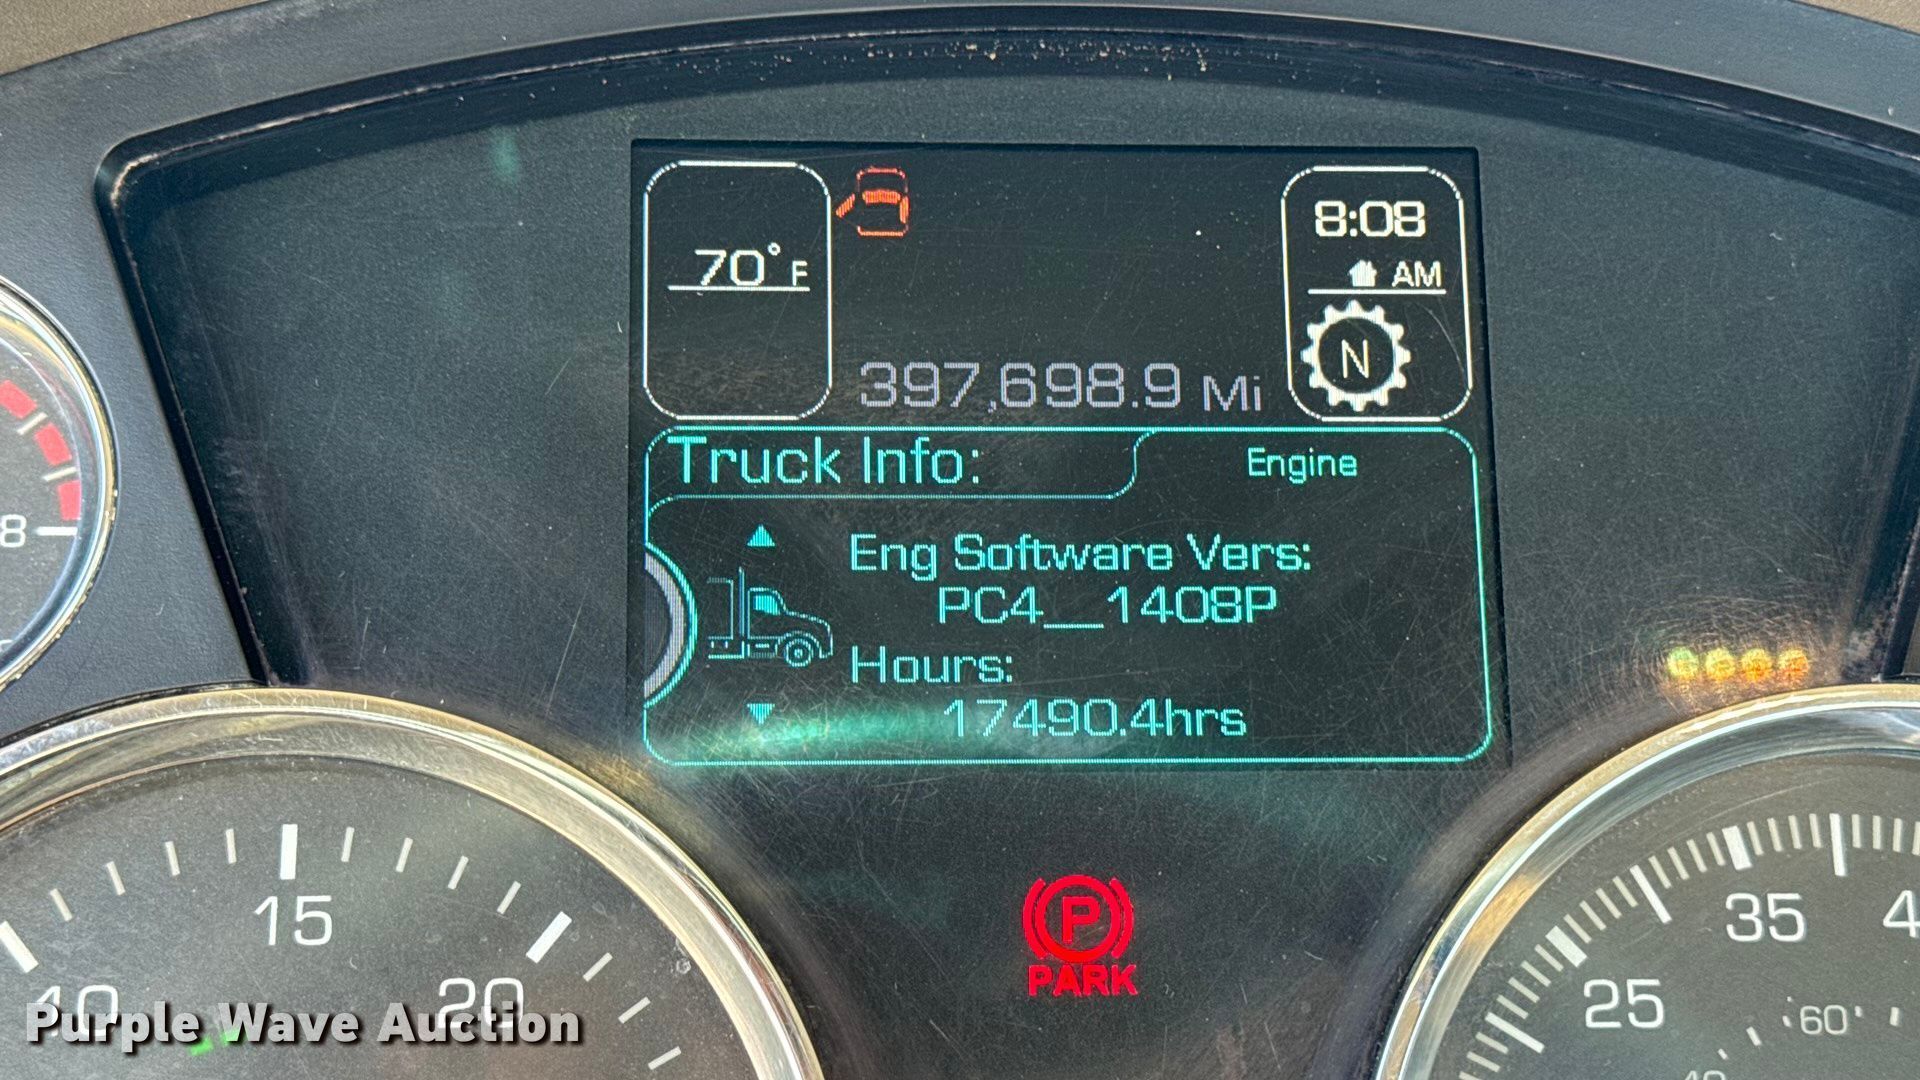 70°F
8:08
AM
N
397,698.9 Mi
Truck Info:
Engine
Eng Software Vers:
PC4__1408P
Hours:
17490.4hrs
8
15
20
P
PARK
25
35
60
Purple Wave Auction